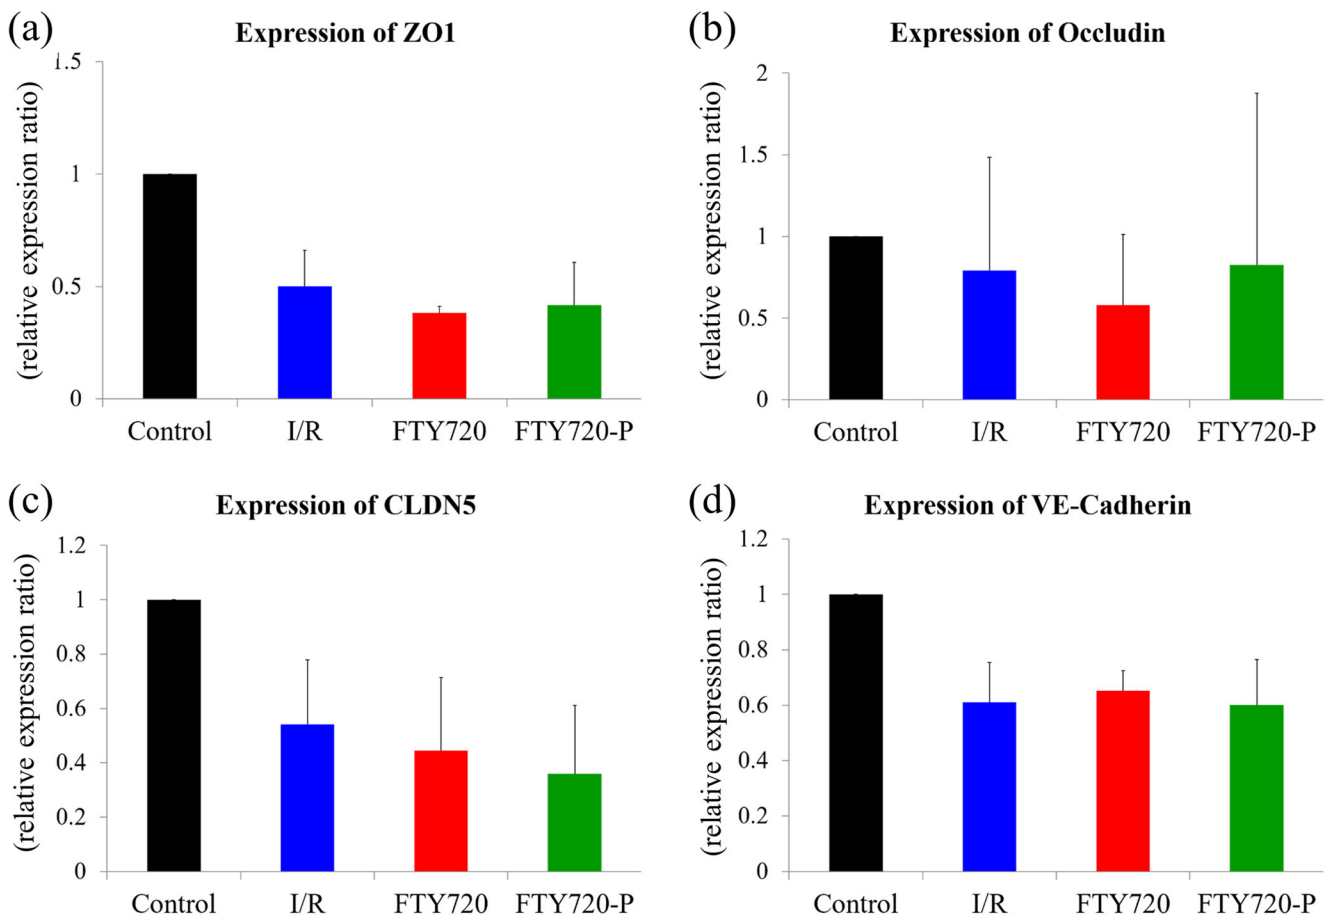 (a)
Expression of ZO1
(relative expression ratio)
1.5
1
0.5
0
Control I/R FTY720 FTY720-P
(b)
Expression of Occludin
(relative expression ratio)
2
1.5
1
0.5
0
Control I/R FTY720 FTY720-P
(c)
Expression of CLDN5
(relative expression ratio)
1.2
1
0.8
0.6
0.4
0.2
0
Control I/R FTY720 FTY720-P
(d)
Expression of VE-Cadherin
(relative expression ratio)
1.2
1
0.8
0.6
0.4
0.2
0
Control I/R FTY720 FTY720-P